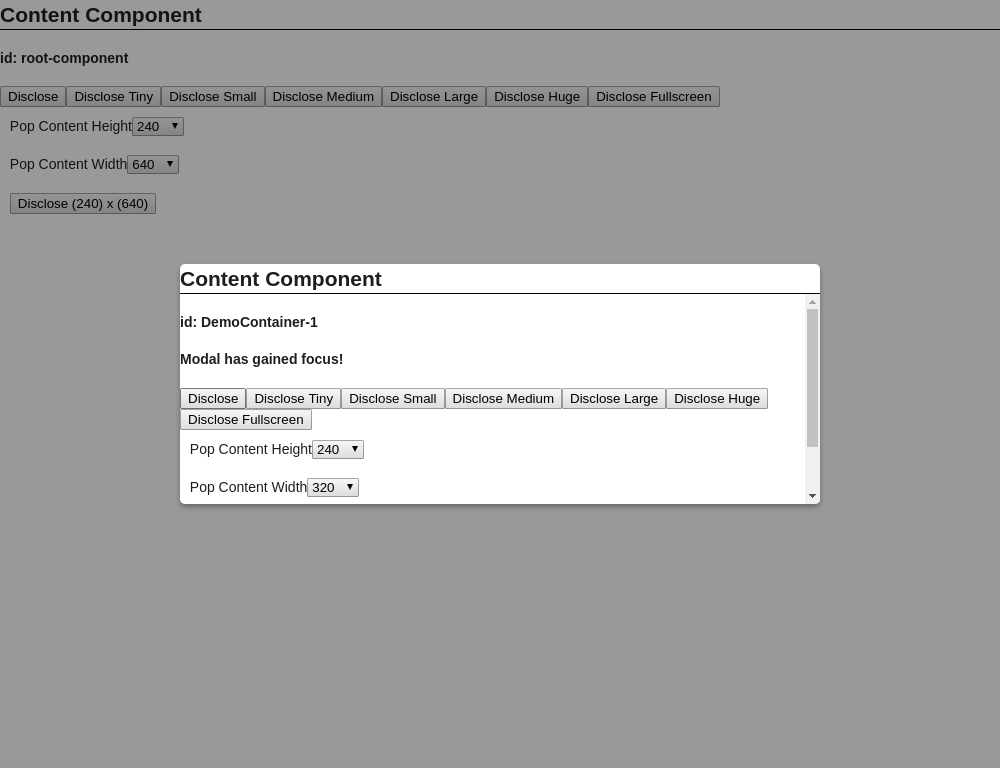 Content Component
id: root-component
Disclose Disclose Tiny Disclose Small Disclose Medium Disclose Large Disclose Huge Disclose Fullscreen
Pop Content Height 240
Pop Content Width 640
Disclose (240) x (640)
Content Component
id: DemoContainer-1
Modal has gained focus!
Disclose Disclose Tiny Disclose Small Disclose Medium Disclose Large Disclose Huge
Disclose Fullscreen
Pop Content Height 240
Pop Content Width 320